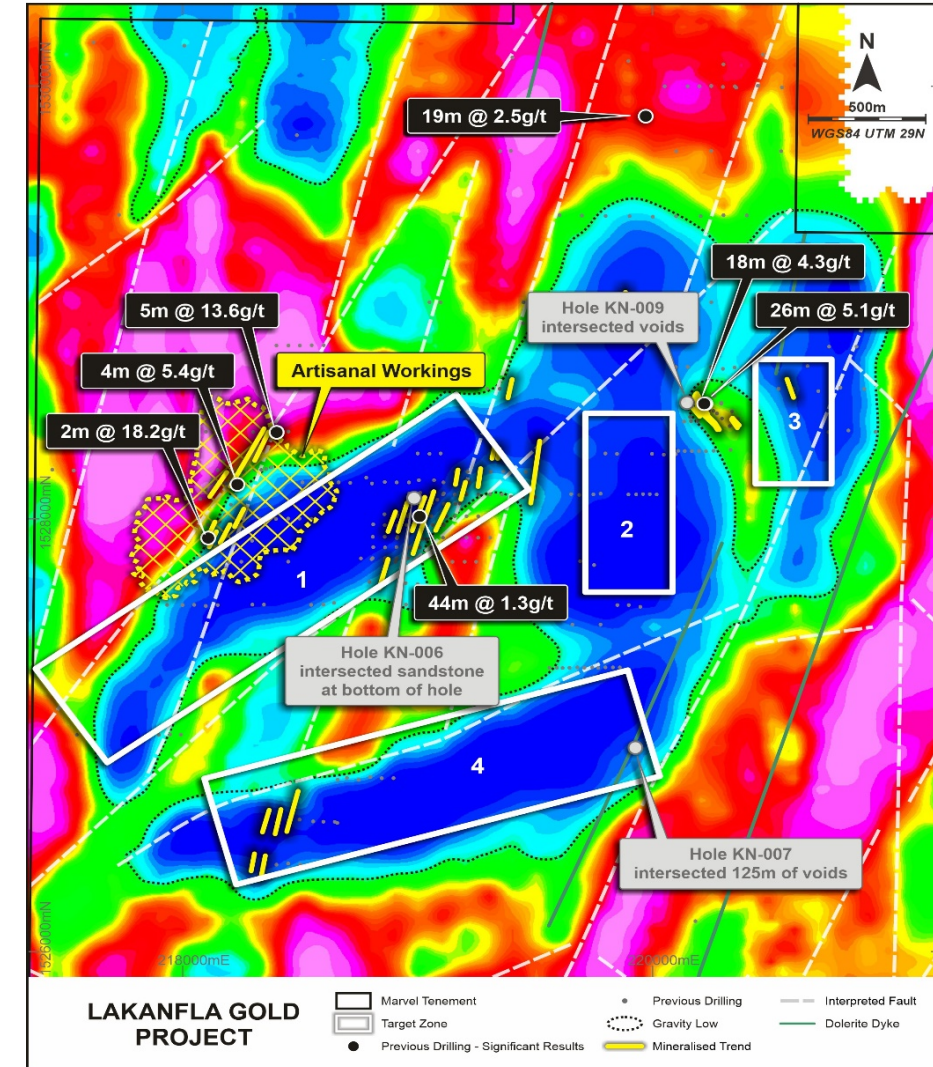 N
500m
WGS84 UTM 29N
19m @ 2.5g/t
18m @ 4.3g/t
Hole KN-009
intersected voids
26m @ 5.1g/t
5m @ 13.6g/t
4m @ 5.4g/t
Artisanal Workings
2m @ 18.2g/t
3
2
1
1528000mN
44m @ 1.3g/t
Hole KN-006
intersected sandstone
at bottom of hole
4
Hole KN-007
intersected 125m of voids
1526000mN
218000mE
LAKANFLA GOLD
PROJECT
Marvel Tenement
Target Zone
Previous Drilling - Significant Results
Previous Drilling
Gravity Low
Mineralised Trend
Interpreted Fault
Dolerite Dyke